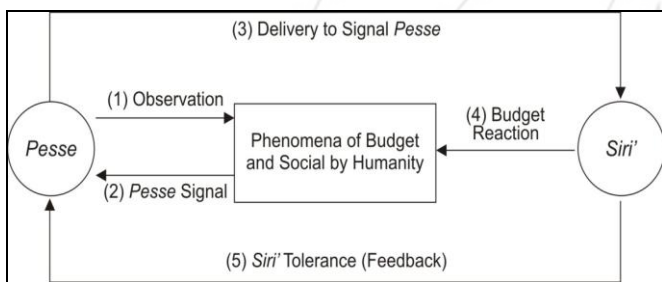 (3) Delivery to Signal Pesse
(1) Observation
(4) Budget
Reaction
Pesse
Phenomena of Budget
and Social by Humanity
Siri'
(2) Pesse Signal
(5) Siri' Tolerance (Feedback)